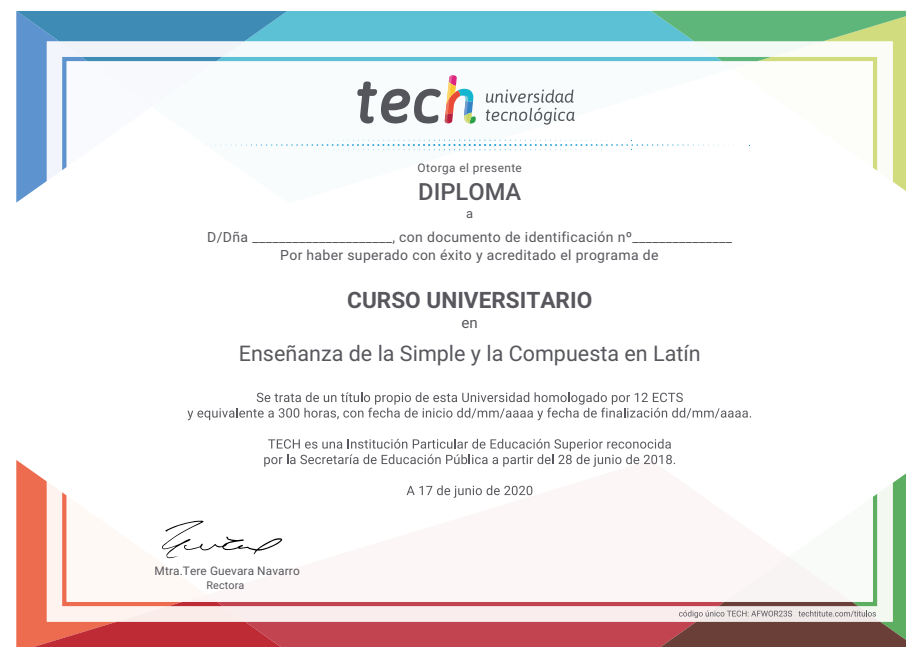 tech universidad
tecnológica
Otorga el presente
DIPLOMA
a
D/Dña ______________________, con documento de identificación nº________________
Por haber superado con éxito y acreditado el programa de
CURSO UNIVERSITARIO
en
Enseñanza de la Simple y la Compuesta en Latín
Se trata de un título propio de esta Universidad homologado por 12 ECTS
y equivalente a 300 horas, con fecha de inicio dd/mm/aaaa y fecha de finalización dd/mm/aaaa.
TECH es una Institución Particular de Educación Superior reconocida
por la Secretaría de Educación Pública a partir del 28 de junio de 2018.
A 17 de junio de 2020
Mtra.Tere Guevara Navarro
Rectora
código único TECH: AFWOR23S techtitute.com/titulos